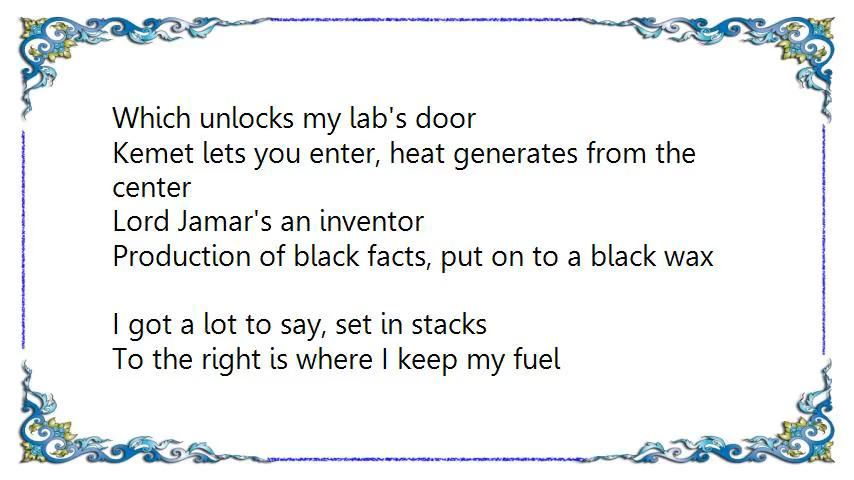 Which unlocks my lab's door
Kemet lets you enter, heat generates from the
center
Lord Jamar's an inventor
Production of black facts, put on to a black wax
I got a lot to say, set in stacks
To the right is where I keep my fuel